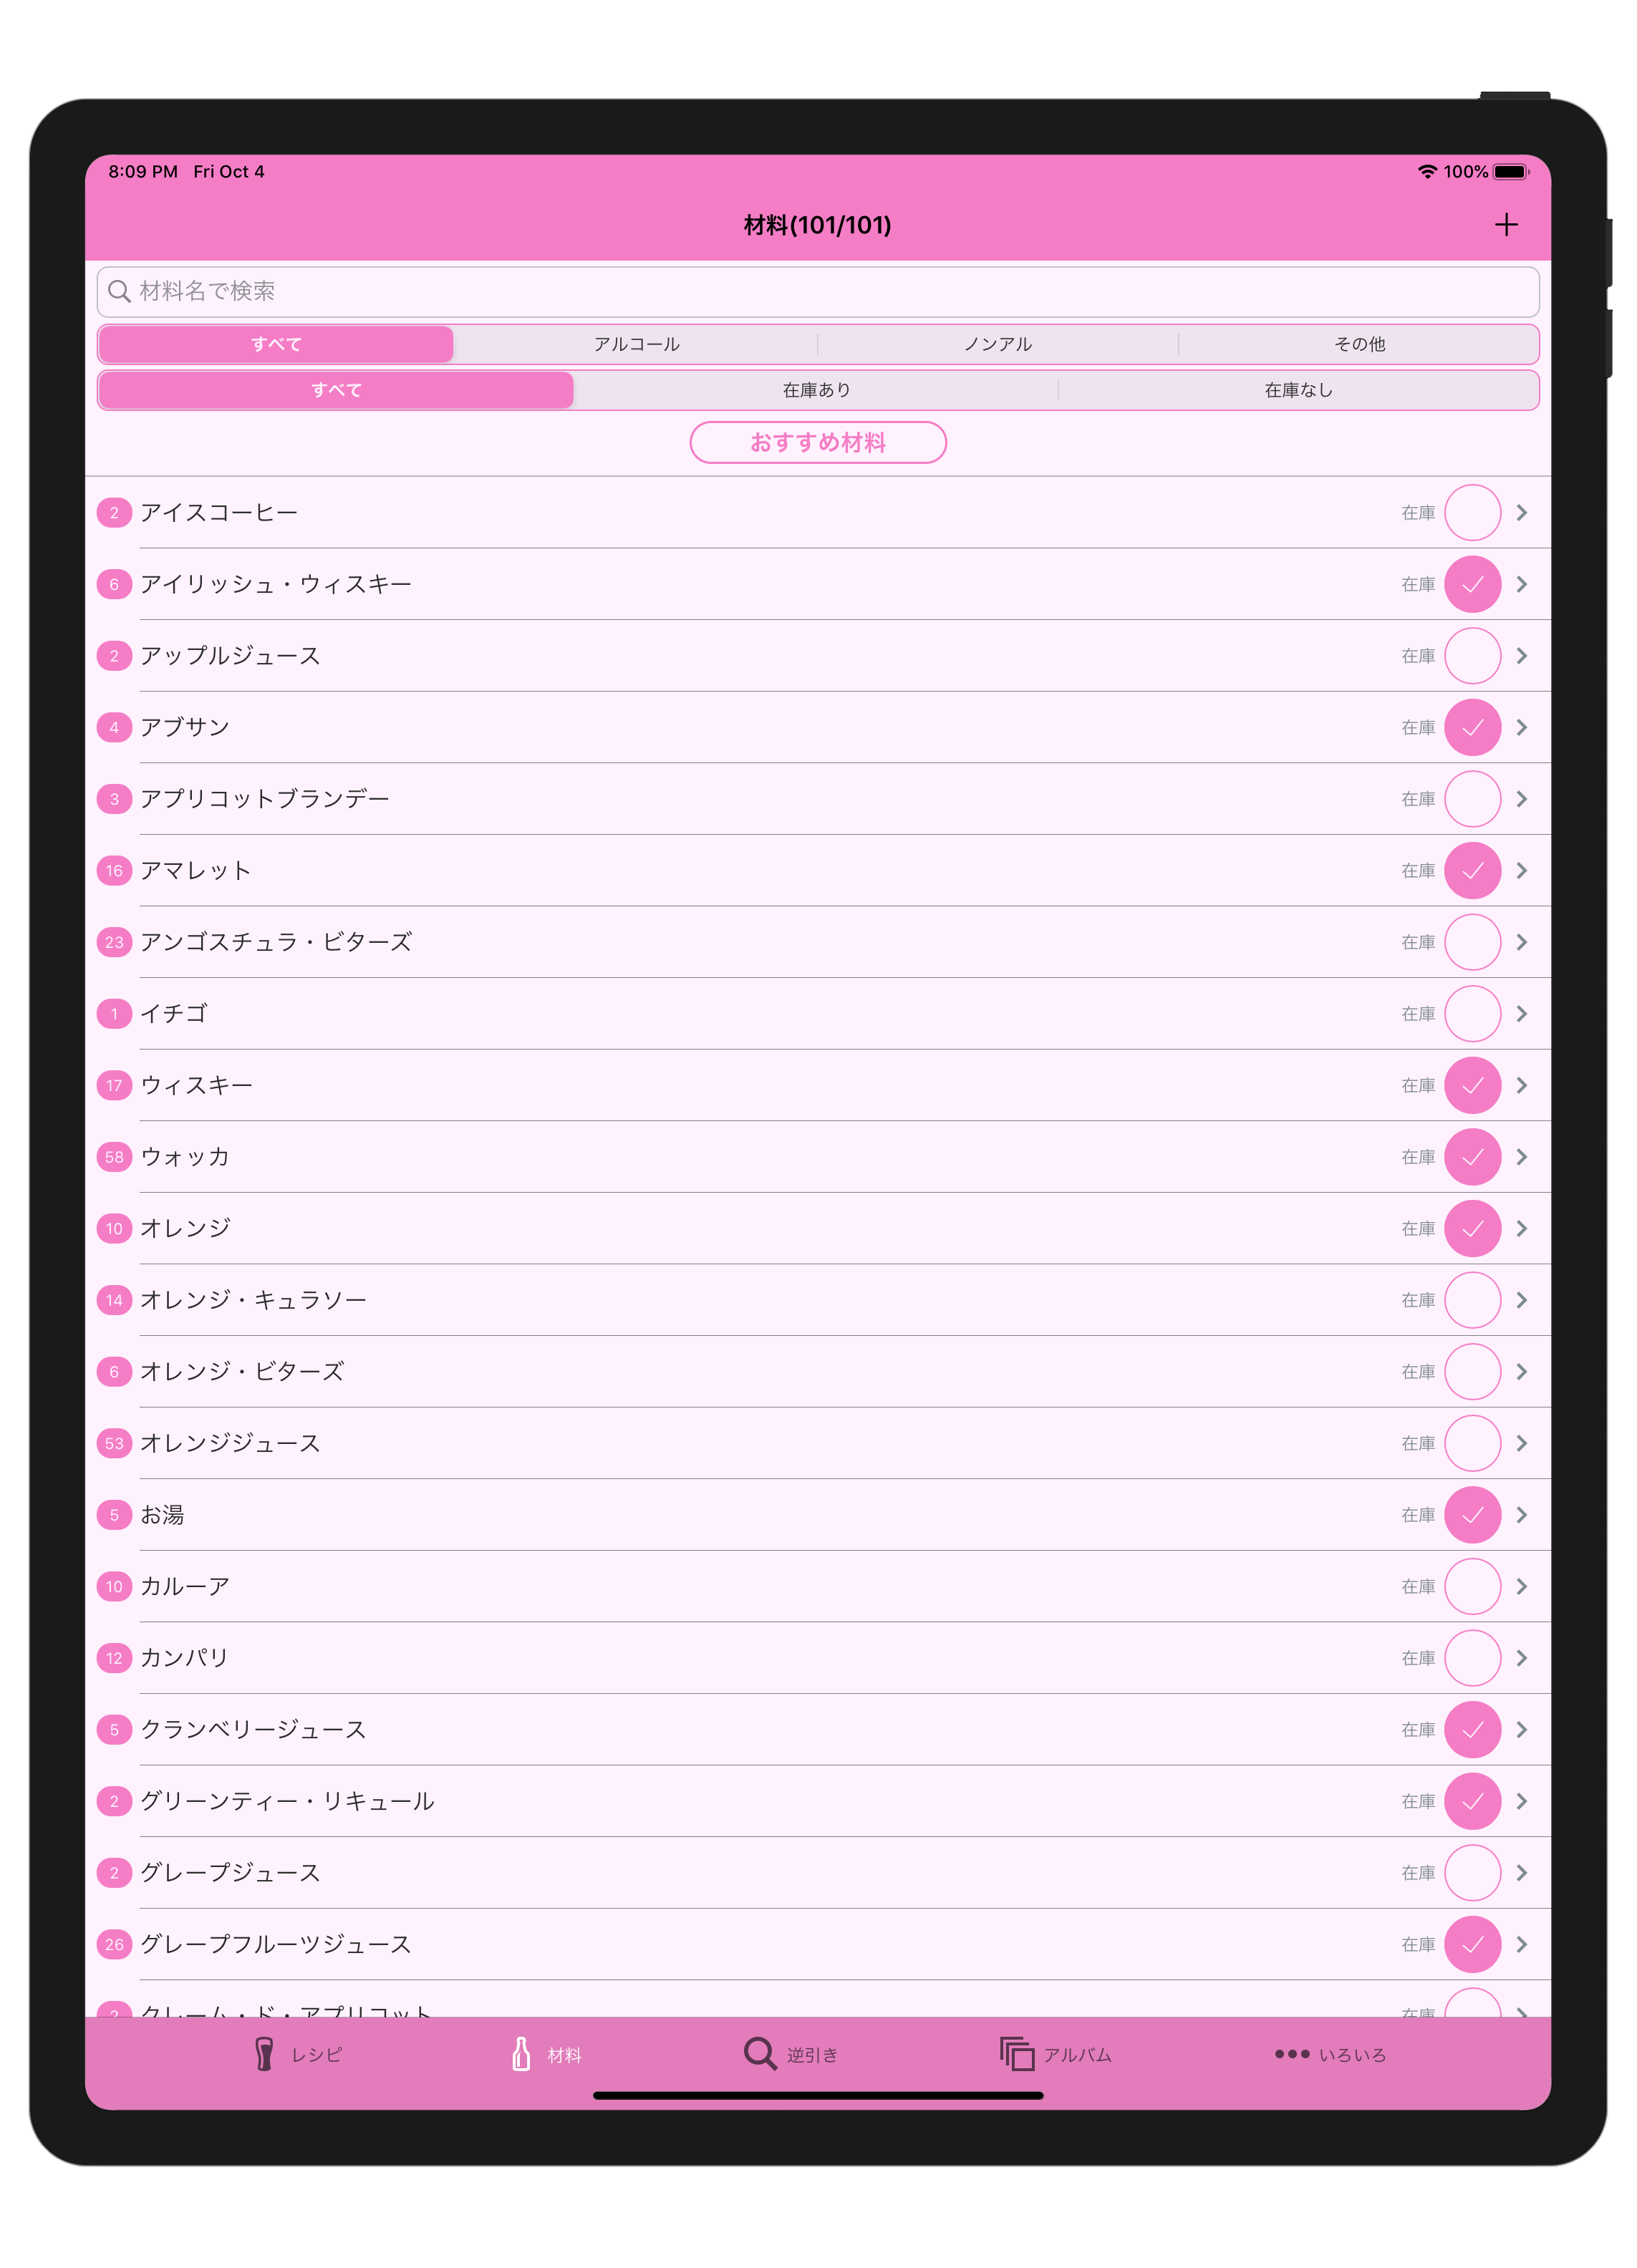 8:09 PM Fri Oct 4 100%
材料(101/101)
材料名で検索
すべて アルコール ノンアル その他
すべて 在庫あり 在庫なし
おすすめ材料
2 アイスコーヒー 在庫
6 アイリッシュ・ウィスキー 在庫
2 アップルジュース 在庫
4 アブサン 在庫
3 アプリコットブランデー 在庫
16 アマレット 在庫
23 アンゴスチュラ・ビターズ 在庫
1 イチゴ 在庫
17 ウィスキー 在庫
58 ウォッカ 在庫
10 オレンジ 在庫
14 オレンジ・キュラソー 在庫
6 オレンジ・ビターズ 在庫
53 オレンジジュース 在庫
5 お湯 在庫
10 カルーア 在庫
12 カンパリ 在庫
5 クランベリージュース 在庫
2 グリーンティー・リキュール 在庫
2 グレープジュース 在庫
26 グレープフルーツジュース 在庫
2 クレーム・ド・アプリコット 在庫
レシピ 材料 逆引き アルバム いろいろ